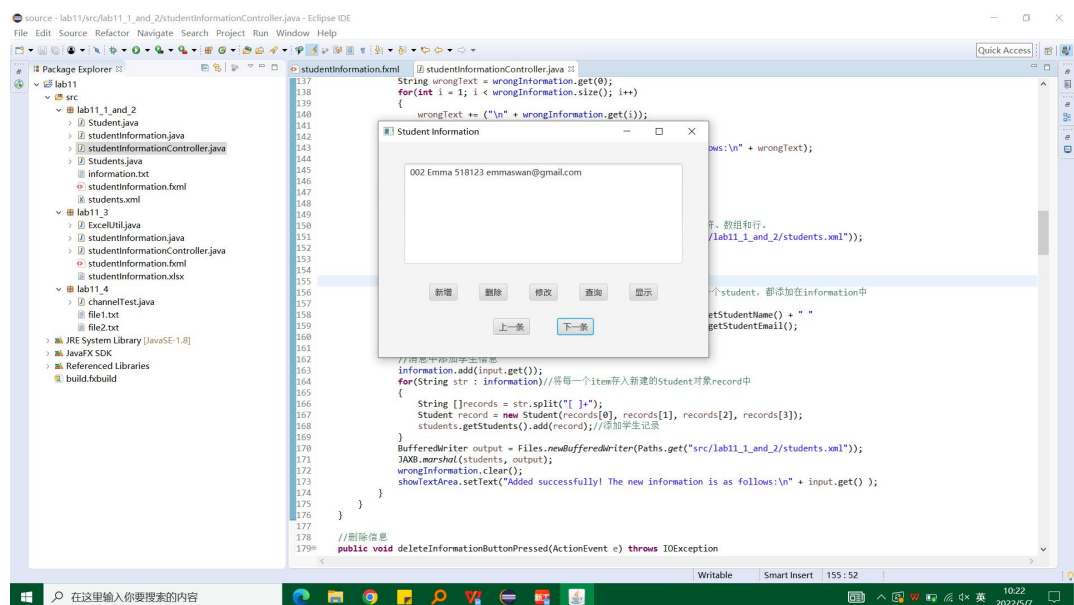 source - lab11/src/lab11_1_and_2/studentInformationController.java - Eclipse IDE
File Edit Source Refactor Navigate Search Project Run Window Help
Quick Access
Package Explorer
studentInformation.fxml
studentInformationController.java
lab11
src
lab11_1_and_2
Student.java
studentInformation.java
studentInformationController.java
Students.java
information.txt
studentInformation.fxml
students.xml
lab11_3
ExcelUtil.java
studentInformation.java
studentInformationController.java
studentInformation.fxml
studentInformation.xlsx
lab11_4
channelTest.java
file1.txt
file2.txt
JRE System Library [JavaSE-1.8]
JavaFX SDK
Referenced Libraries
build.fxbuild
137 String wrongText = wrongInformation.get(0);
138 for(int i = 1; i < wrongInformation.size(); i++)
139 {
140 wrongText += ("\n" + wrongInformation.get(i));
141
142
143 ows:\n" + wrongText);
144
145
146
147
148
149
150 符、数组和行。
151 /lab11_1_and_2/students.xml"));
152
153
154
155
156 一个student，都添加在information中
157
158 etStudentName() + " "
159 getStudentEmail();
160
161
162 //消息中添加学生信息
163 information.add(input.get());
164 for(String str : information)//将每一个item存入新建的Student对象record中
165 {
166 String []records = str.split("[ ]+");
167 Student record = new Student(records[0], records[1], records[2], records[3]);
168 students.getStudents().add(record);//添加学生记录
169 }
170 BufferedWriter output = Files.newBufferedWriter(Paths.get("src/lab11_1_and_2/students.xml"));
171 JAXB.marshal(students, output);
172 wrongInformation.clear();
173 showTextArea.setText("Added successfully! The new information is as follows:\n" + input.get() );
174 }
175 }
176 }
177
178 //删除信息
179 public void deleteInformationButtonPressed(ActionEvent e) throws IOException
Student Information
002 Emma 518123 emmaswan@gmail.com
新增 删除 修改 查询 显示
上一条 下一条
Writable Smart Insert 155 : 52
在这里输入你要搜索的内容
英
10:22
2022/5/7